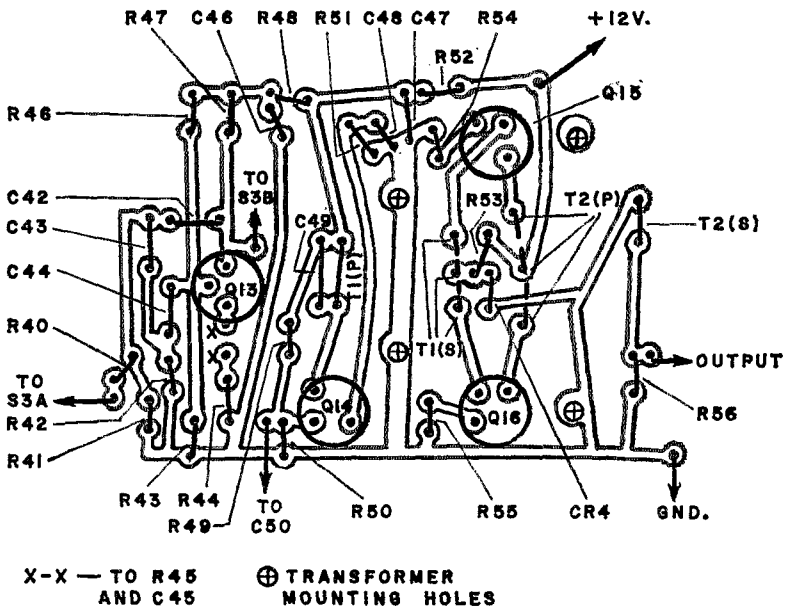 R47 C46 R48 R51 C48 C47 R54 +12V.
R52
Q15
R46
TO
S3B
C42
C43
C49
R53
T2(P)
T2(S)
C44
Q13
T1(P)
X
T1(S)
R40
X
OUTPUT
TO
S3A
R42
Q14
Q16
R56
R41
R43 R44 TO
C50
R49
R50
R55
CR4
GND.
X-X — TO R45
AND C45
⊕ TRANSFORMER
MOUNTING HOLES